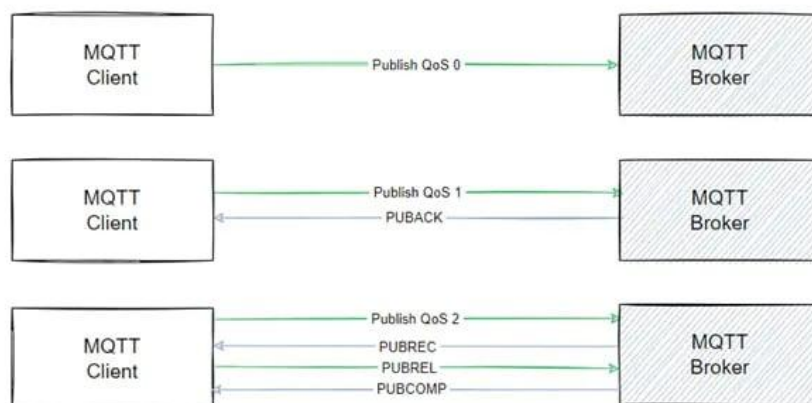 MQTT
Client
Publish QoS 0
MQTT
Broker
MQTT
Client
Publish QoS 1
PUBACK
MQTT
Broker
MQTT
Client
Publish QoS 2
PUBREC
PUBREL
PUBCOMP
MQTT
Broker